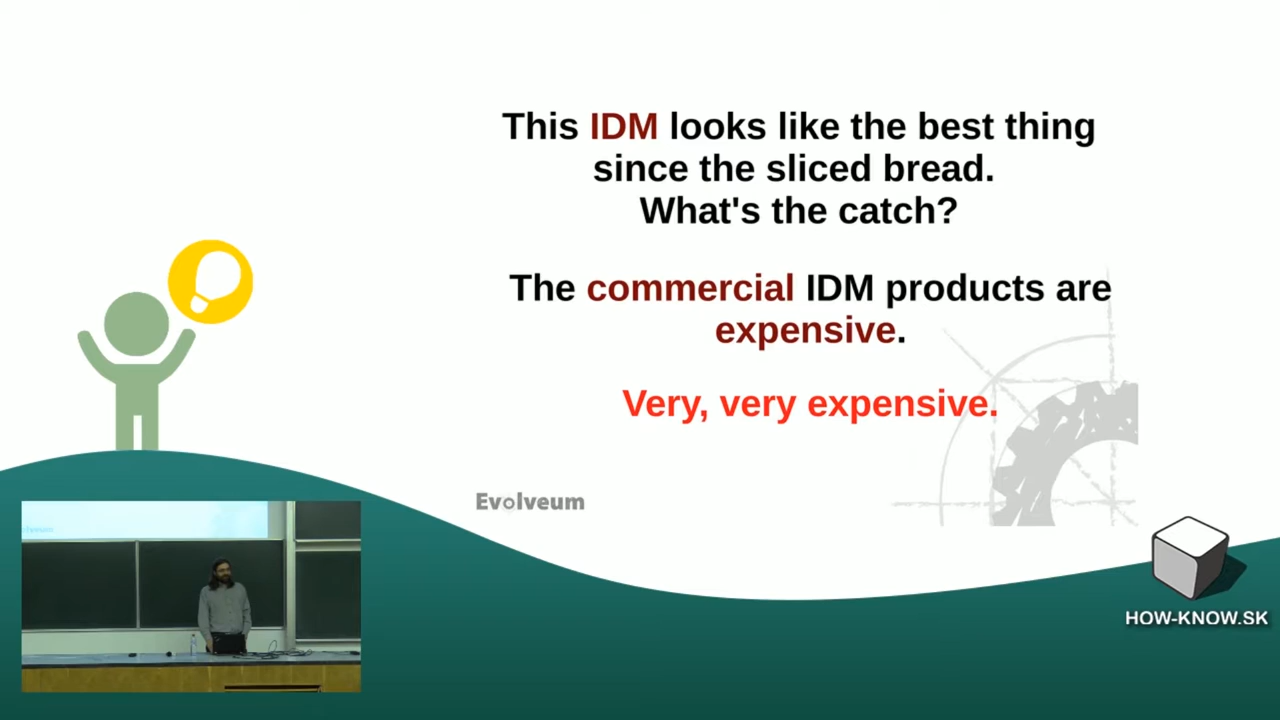 This IDM looks like the best thing
since the sliced bread.
What's the catch?
The commercial IDM products are
expensive.
Very, very expensive.
Evolveum
HOW-KNOW.SK